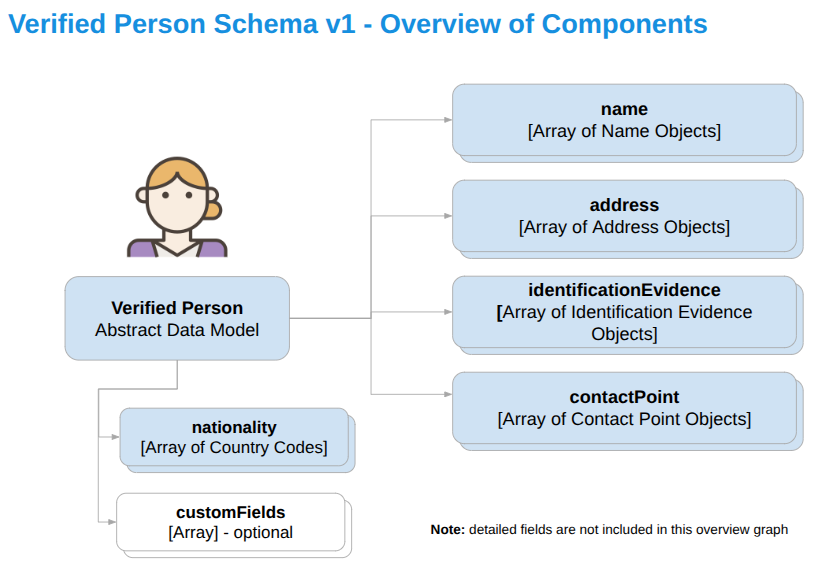 Verified Person Schema v1 - Overview of Components
name
[Array of Name Objects]
address
[Array of Address Objects]
identificationEvidence
[Array of Identification Evidence
Objects]
contactPoint
[Array of Contact Point Objects]
Verified Person
Abstract Data Model
nationality
[Array of Country Codes]
customFields
[Array] - optional
Note: detailed fields are not included in this overview graph